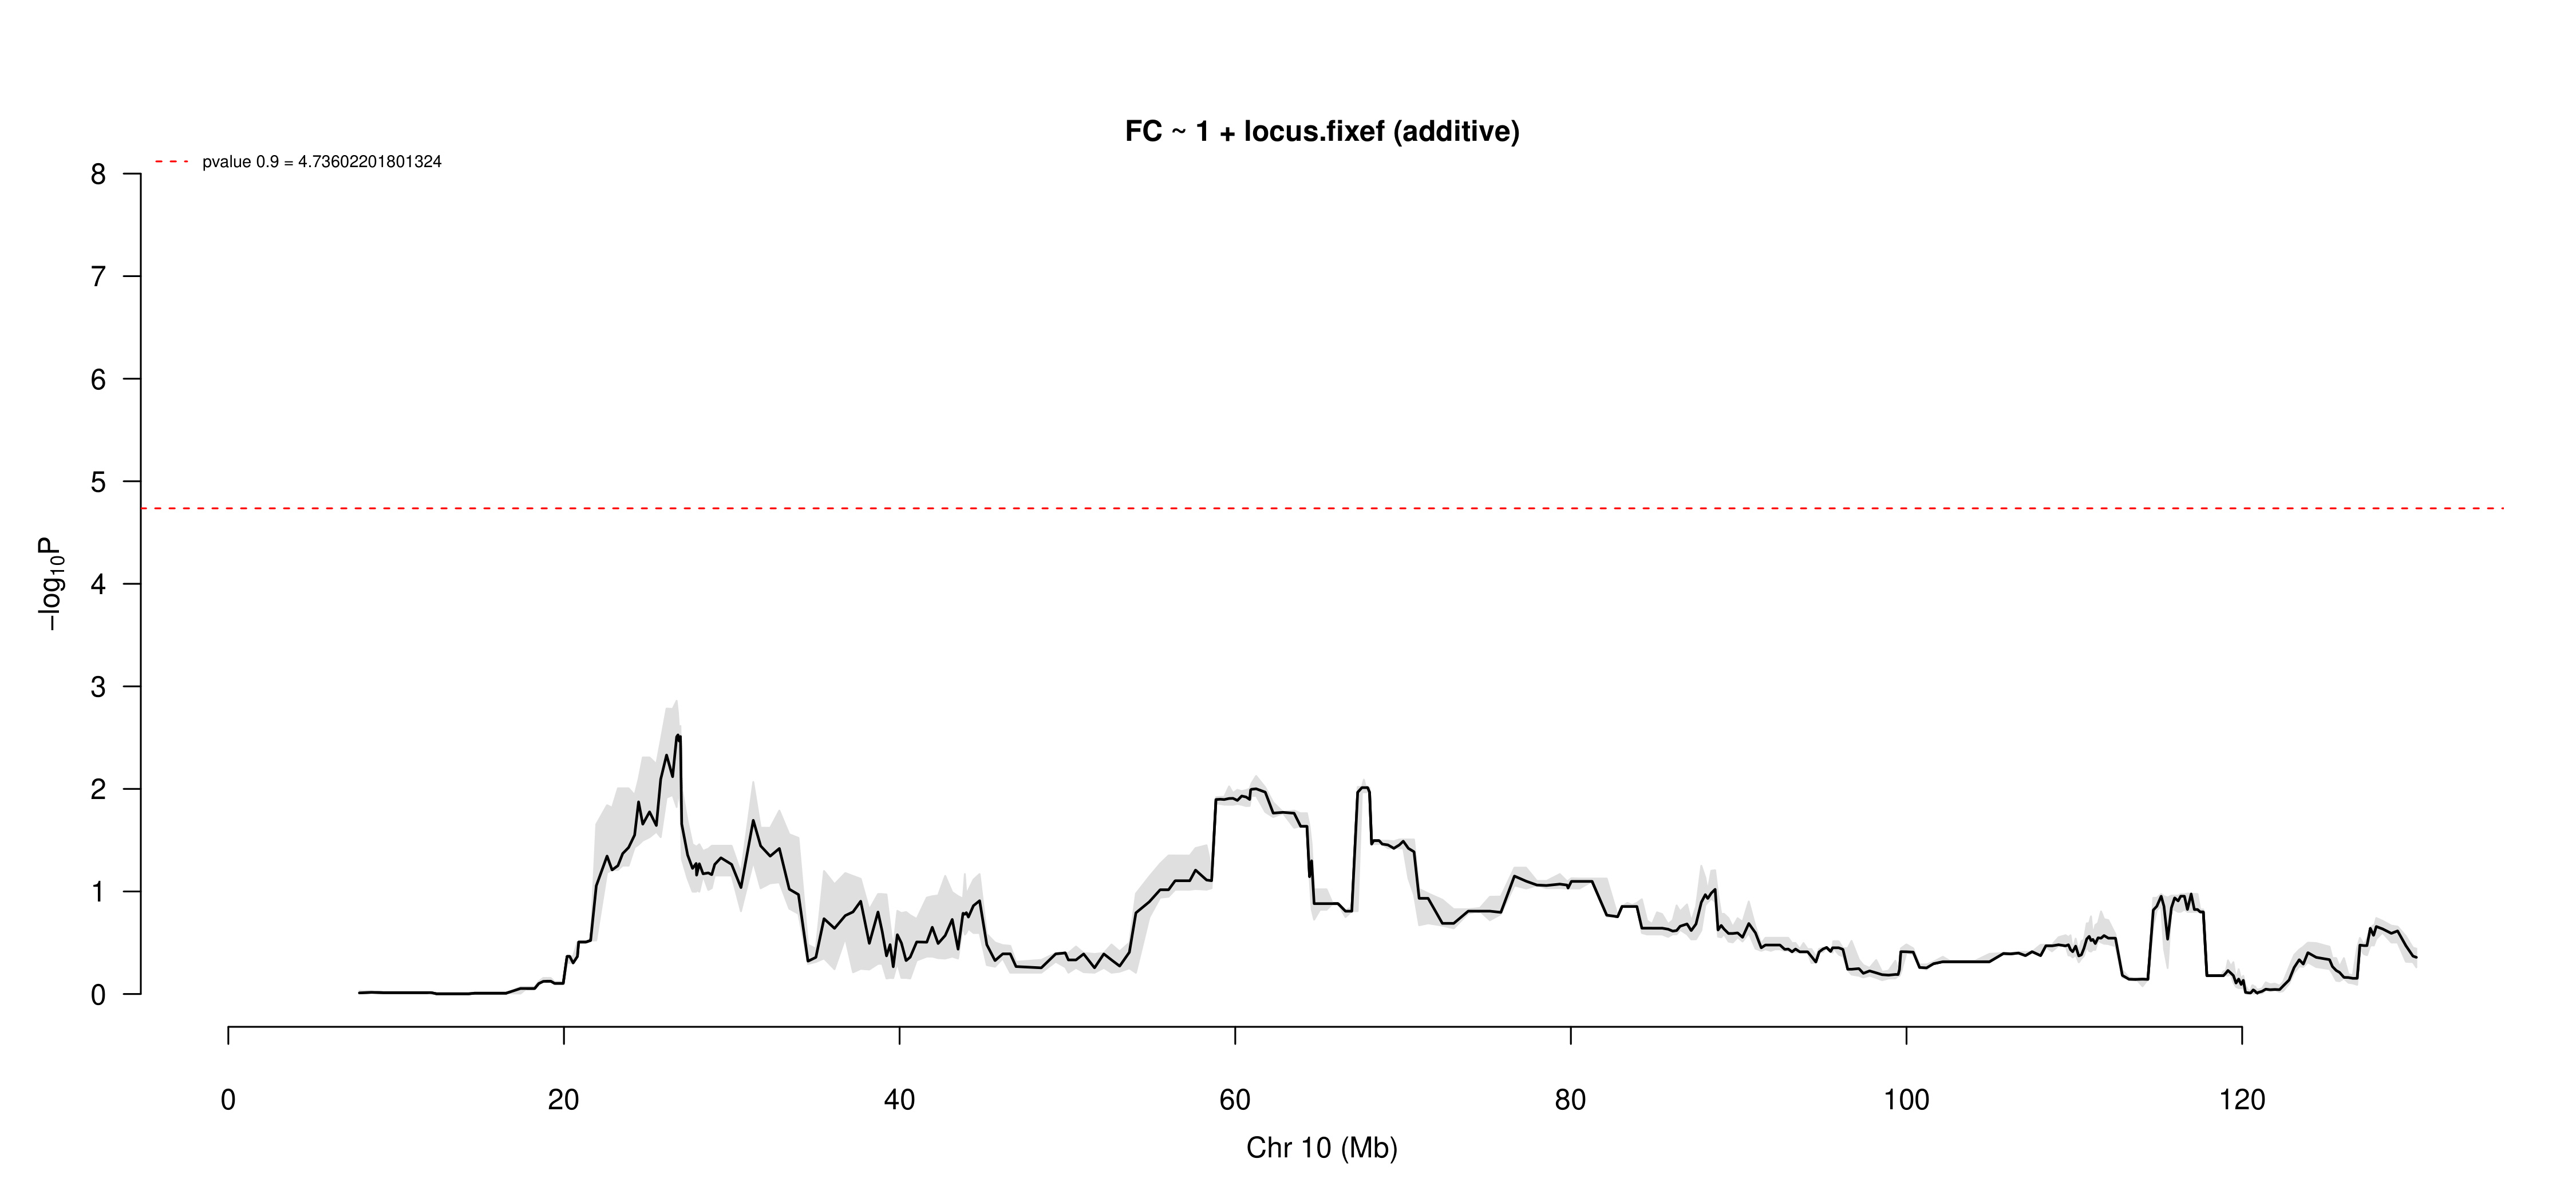 FC ~ 1 + locus.fixef (additive)
pvalue 0.9 = 4.73602201801324
8
7
6
5
4
3
2
1
0
−log10P
0 20 40 60 80 100 120
Chr 10 (Mb)